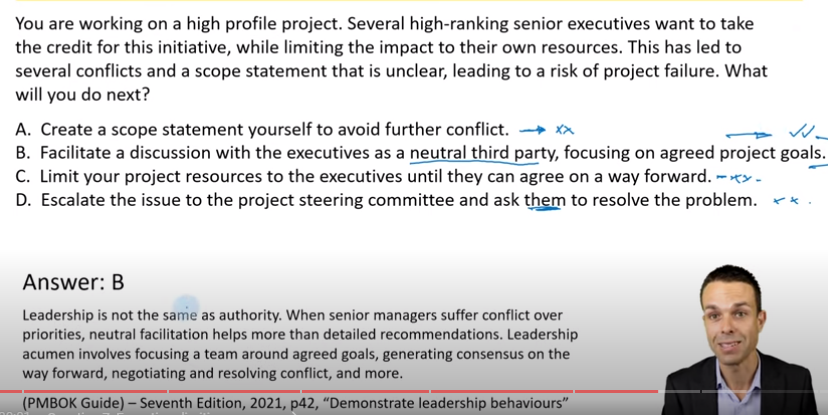 You are working on a high profile project. Several high-ranking senior executives want to take
the credit for this initiative, while limiting the impact to their own resources. This has led to
several conflicts and a scope statement that is unclear, leading to a risk of project failure. What
will you do next?
A. Create a scope statement yourself to avoid further conflict.
B. Facilitate a discussion with the executives as a neutral third party, focusing on agreed project goals.
C. Limit your project resources to the executives until they can agree on a way forward.
D. Escalate the issue to the project steering committee and ask them to resolve the problem.
Answer: B
Leadership is not the same as authority. When senior managers suffer conflict over
priorities, neutral facilitation helps more than detailed recommendations. Leadership
acumen involves focusing a team around agreed goals, generating consensus on the
way forward, negotiating and resolving conflict, and more.
(PMBOK Guide) – Seventh Edition, 2021, p42, “Demonstrate leadership behaviours”